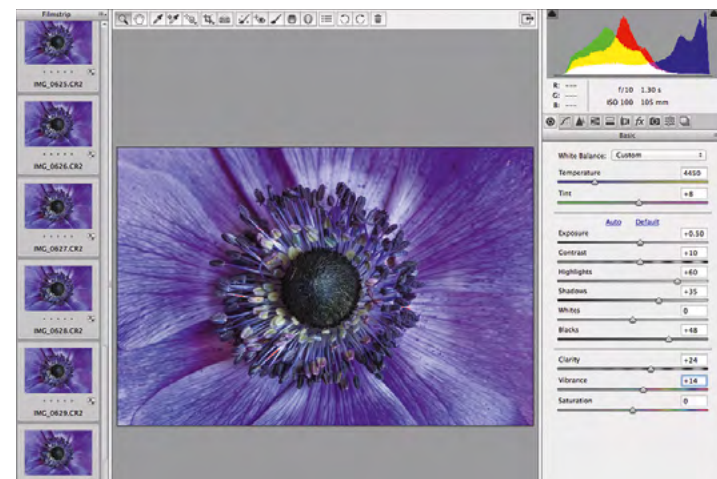 Filmstrip
IMG_0625.CR2
IMG_0626.CR2
IMG_0627.CR2
IMG_0628.CR2
IMG_0629.CR2
R: ---
G: ---
B: ---
f/10 1.30 s
ISO 100 105 mm
fx
Basic
White Balance: Custom
Temperature 4450
Tint +8
Auto Default
Exposure +0.50
Contrast +10
Highlights +60
Shadows +35
Whites 0
Blacks +48
Clarity +24
Vibrance +14
Saturation 0